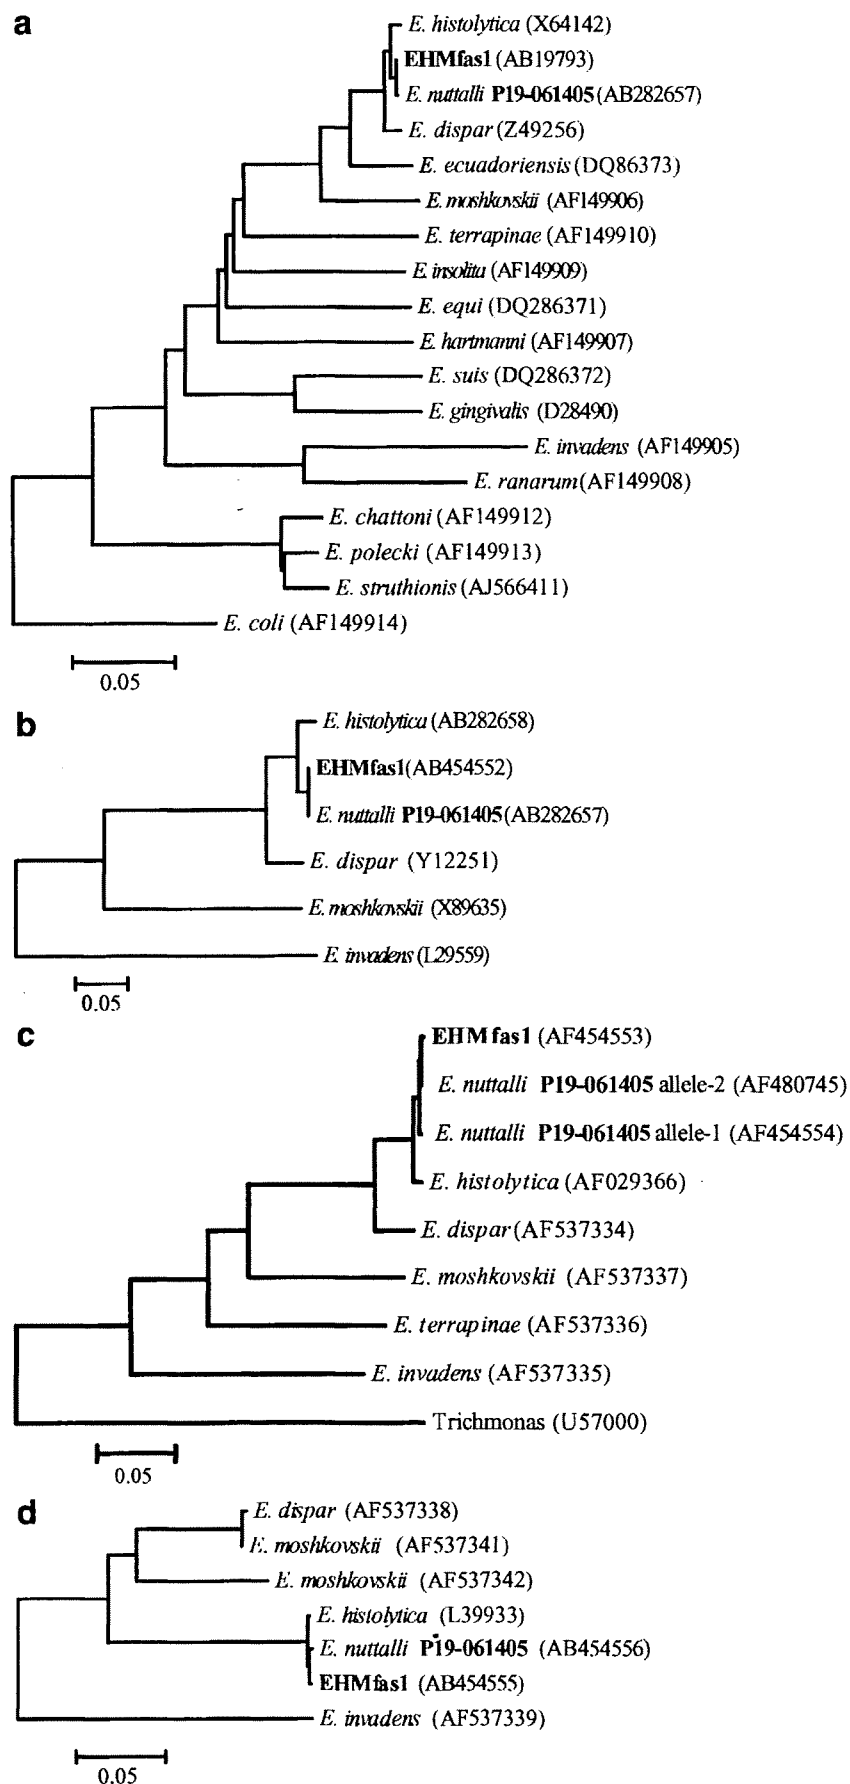 a
E. histolytica (X64142)
EHMfas1 (AB19793)
E. nuttalli P19-061405 (AB282657)
E. dispar (Z49256)
E. ecuadoriensis (DQ86373)
E. moshkovskii (AF149906)
E. terrapinae (AF149910)
E. insolita (AF149909)
E. equi (DQ286371)
E. hartmanni (AF149907)
E. suis (DQ286372)
E. gingivalis (D28490)
E. invadens (AF149905)
E. ranarum (AF149908)
E. chattoni (AF149912)
E. polecki (AF149913)
E. struthionis (AJ566411)
E. coli (AF149914)
0.05
b
E. histolytica (AB282658)
EHMfas1 (AB454552)
E. nuttalli P19-061405 (AB282657)
E. dispar (Y12251)
E. moshkovskii (X89635)
E. invadens (L29559)
0.05
c
EHMfas1 (AF454553)
E. nuttalli P19-061405 allele-2 (AF480745)
E. nuttalli P19-061405 allele-1 (AF454554)
E. histolytica (AF029366)
E. dispar (AF537334)
E. moshkovskii (AF537337)
E. terrapinae (AF537336)
E. invadens (AF537335)
Trichmonas (U57000)
0.05
d
E. dispar (AF537338)
E. moshkovskii (AF537341)
E. moshkovskii (AF537342)
E. histolytica (L39933)
E. nuttalli P19-061405 (AB454556)
EHMfas1 (AB454555)
E. invadens (AF537339)
0.05